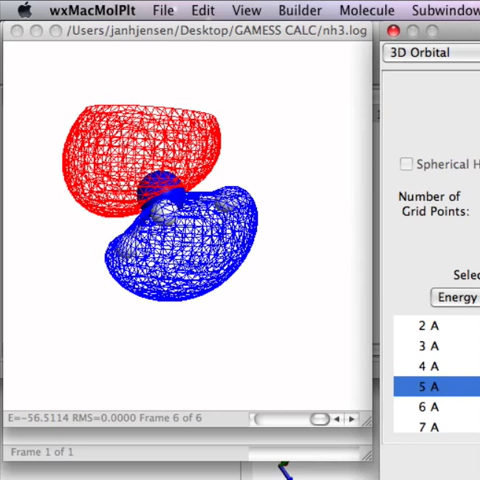 wxMacMolPlt File Edit View Builder Molecule Subwindow
/Users/janhjensen/Desktop/GAMESS CALC/nh3.log
3D Orbital
Spherical H
Number of
Grid Points:
Selec
Energy
2 A
3 A
4 A
5 A
6 A
7 A
E=-56.5114 RMS=0.0000 Frame 6 of 6
Frame 1 of 1